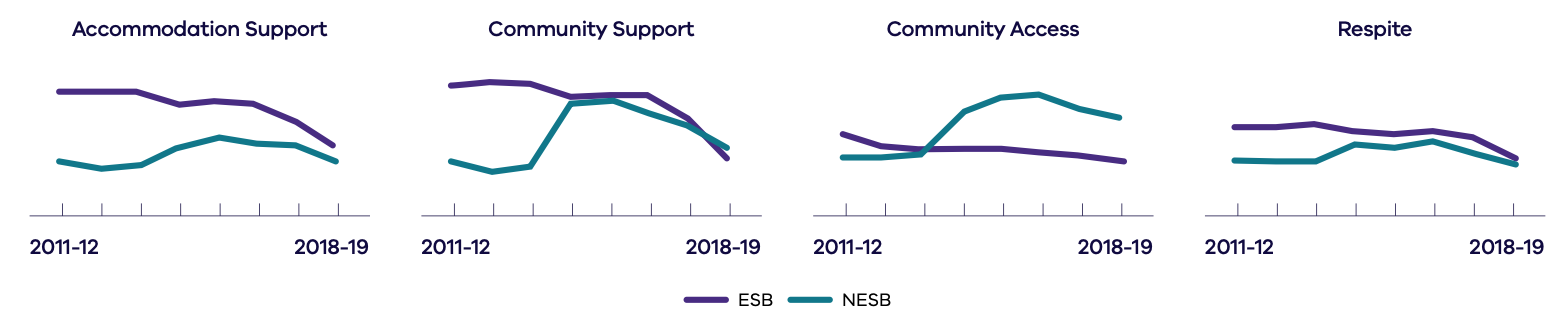 Accommodation Support
Community Support
Community Access
Respite
2011-12
2018-19
2011-12
2018-19
2011-12
2018-19
2011-12
2018-19
ESB
NESB